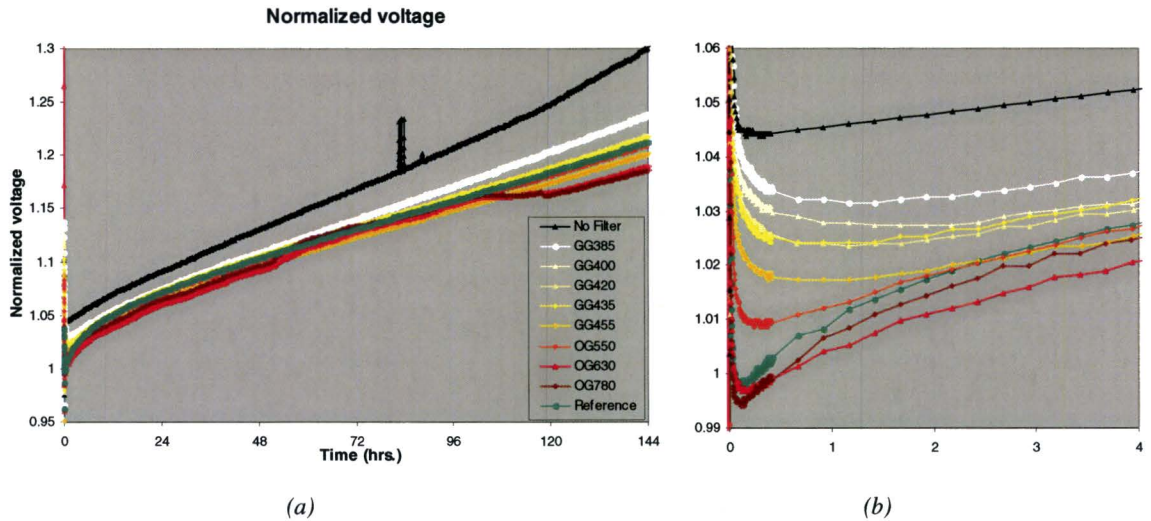 Normalized voltage
1.3
1.25
1.2
1.15
1.1
1.05
1
0.95
Normalized voltage
0
24
48
72
96
120
144
Time (hrs.)
No Filter
GG385
GG400
GG420
GG435
GG455
OG550
OG630
OG780
Reference
(a)
1.06
1.05
1.04
1.03
1.02
1.01
1
0.99
0
1
2
3
4
(b)